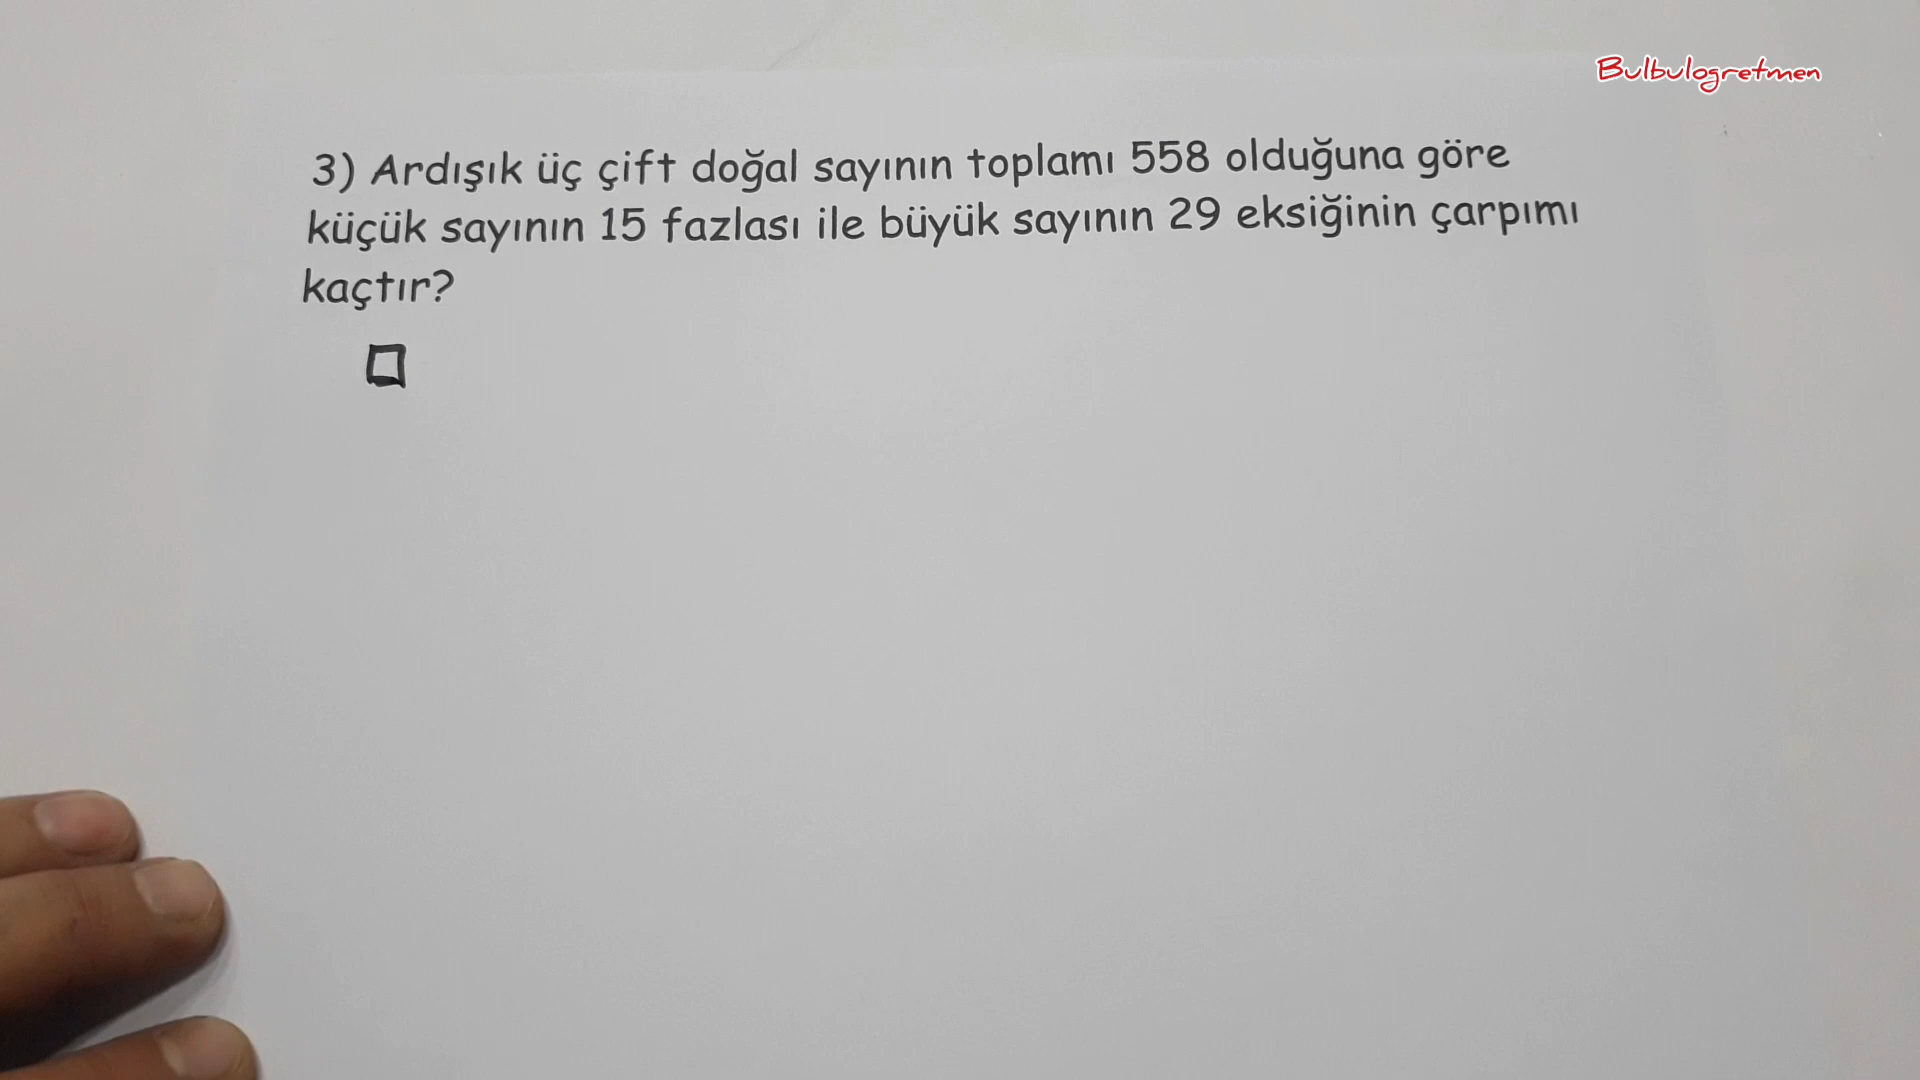 Bulbulogretmen
3) Ardışık üç çift doğal sayının toplamı 558 olduğuna göre
küçük sayının 15 fazlası ile büyük sayının 29 eksiğinin çarpımı
kaçtır?